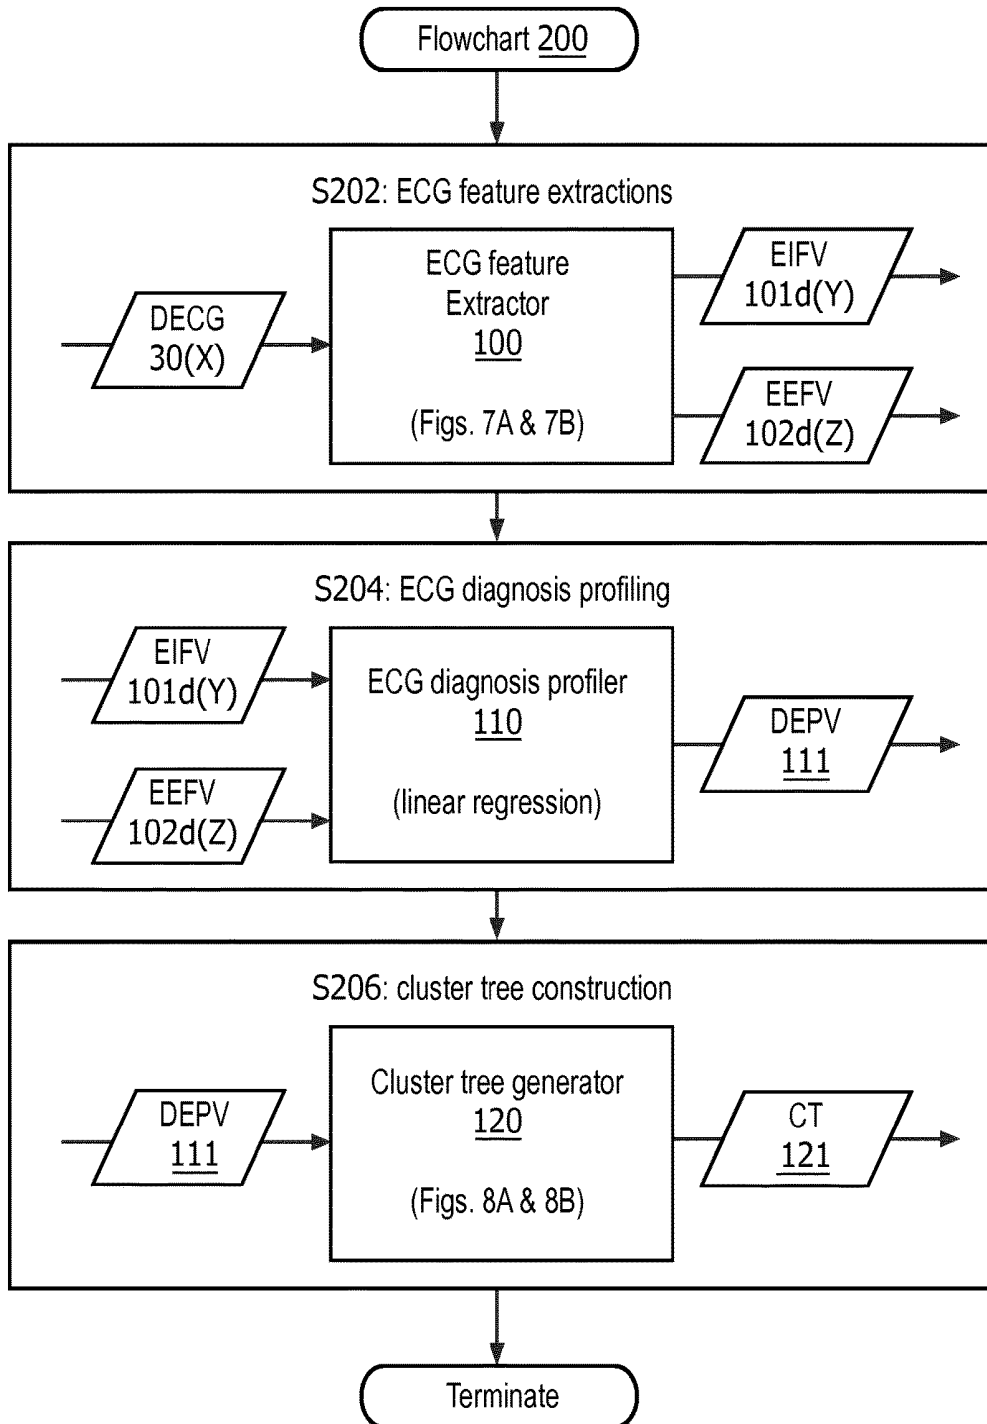 Flowchart 200
S202: ECG feature extractions
DECG
30(X)
ECG feature
Extractor
100
(Figs. 7A & 7B)
EIFV
101d(Y)
EEFV
102d(Z)
S204: ECG diagnosis profiling
EIFV
101d(Y)
EEFV
102d(Z)
ECG diagnosis profiler
110
(linear regression)
DEPV
111
S206: cluster tree construction
DEPV
111
Cluster tree generator
120
(Figs. 8A & 8B)
CT
121
Terminate